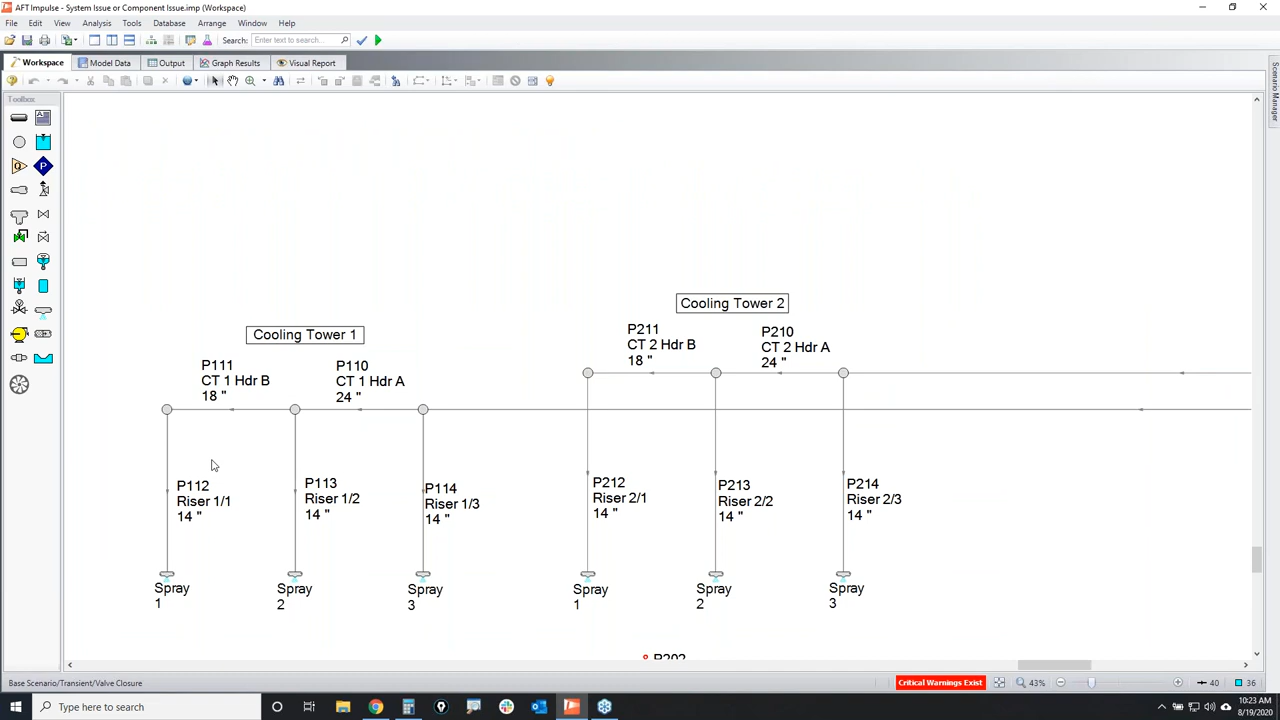 AFT Impulse - System Issue or Component Issue.imp (Workspace)
File Edit View Analysis Tools Database Arrange Window Help
Search: Enter text to search...
Workspace Model Data Output Graph Results Visual Report
Toolbox
Scenario Manager
Cooling Tower 2
Cooling Tower 1
P211
CT 2 Hdr B
18 "
P210
CT 2 Hdr A
24 "
P111
CT 1 Hdr B
18 "
P110
CT 1 Hdr A
24 "
P112
Riser 1/1
14 "
P113
Riser 1/2
14 "
P114
Riser 1/3
14 "
P212
Riser 2/1
14 "
P213
Riser 2/2
14 "
P214
Riser 2/3
14 "
Spray
1
Spray
2
Spray
3
Spray
1
Spray
2
Spray
3
P202
Base Scenario/Transient/Valve Closure
Critical Warnings Exist
43%
40
36
Type here to search
10:23 AM
8/19/2020